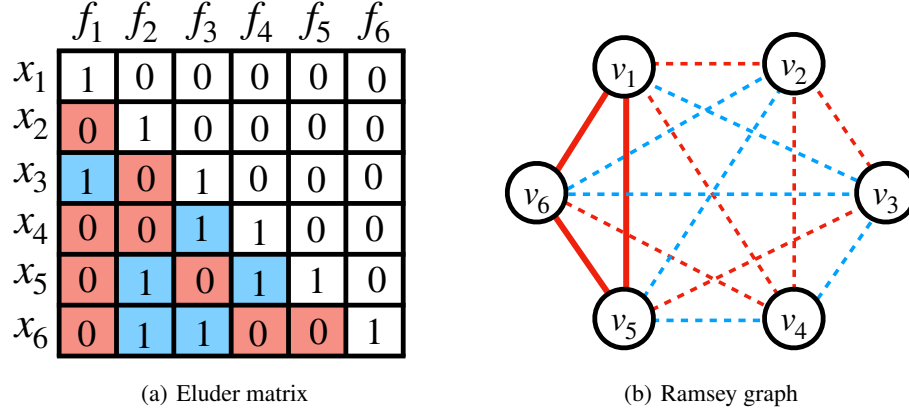 f₁ f₂ f₃ f₄ f₅ f₆
x₁ 1 0 0 0 0 0
x₂ 0 1 0 0 0 0
x₃ 1 0 1 0 0 0
x₄ 0 0 1 1 0 0
x₅ 0 1 0 1 1 0
x₆ 0 1 1 0 0 1
(a) Eluder matrix
v₁ v₂
v₆ v₃
v₅ v₄
(b) Ramsey graph